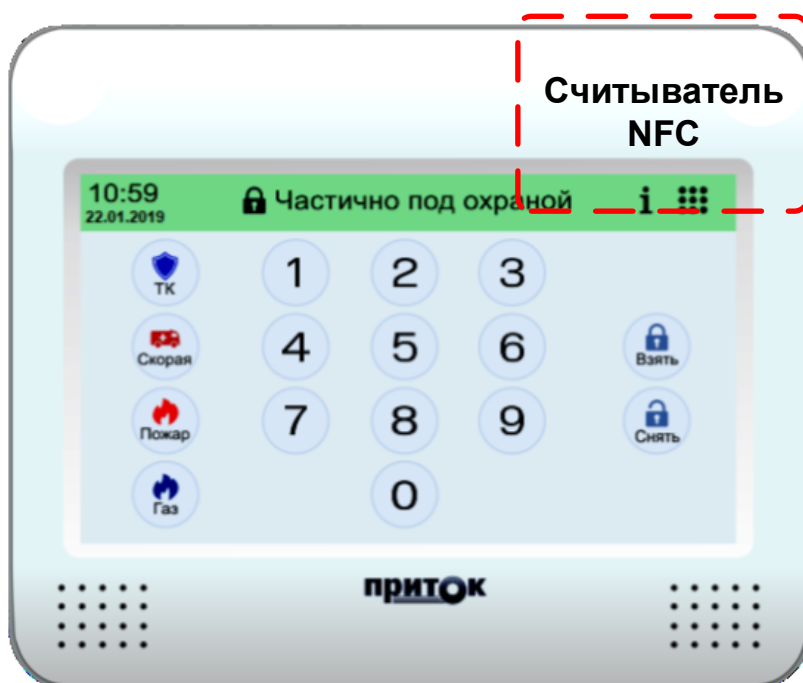 Считыватель
NFC
10:59
22.01.2019
Частично под охраной
i
ТК
1
2
3
Скорая
4
5
6
Взять
Пожар
7
8
9
Снять
Газ
0
приток